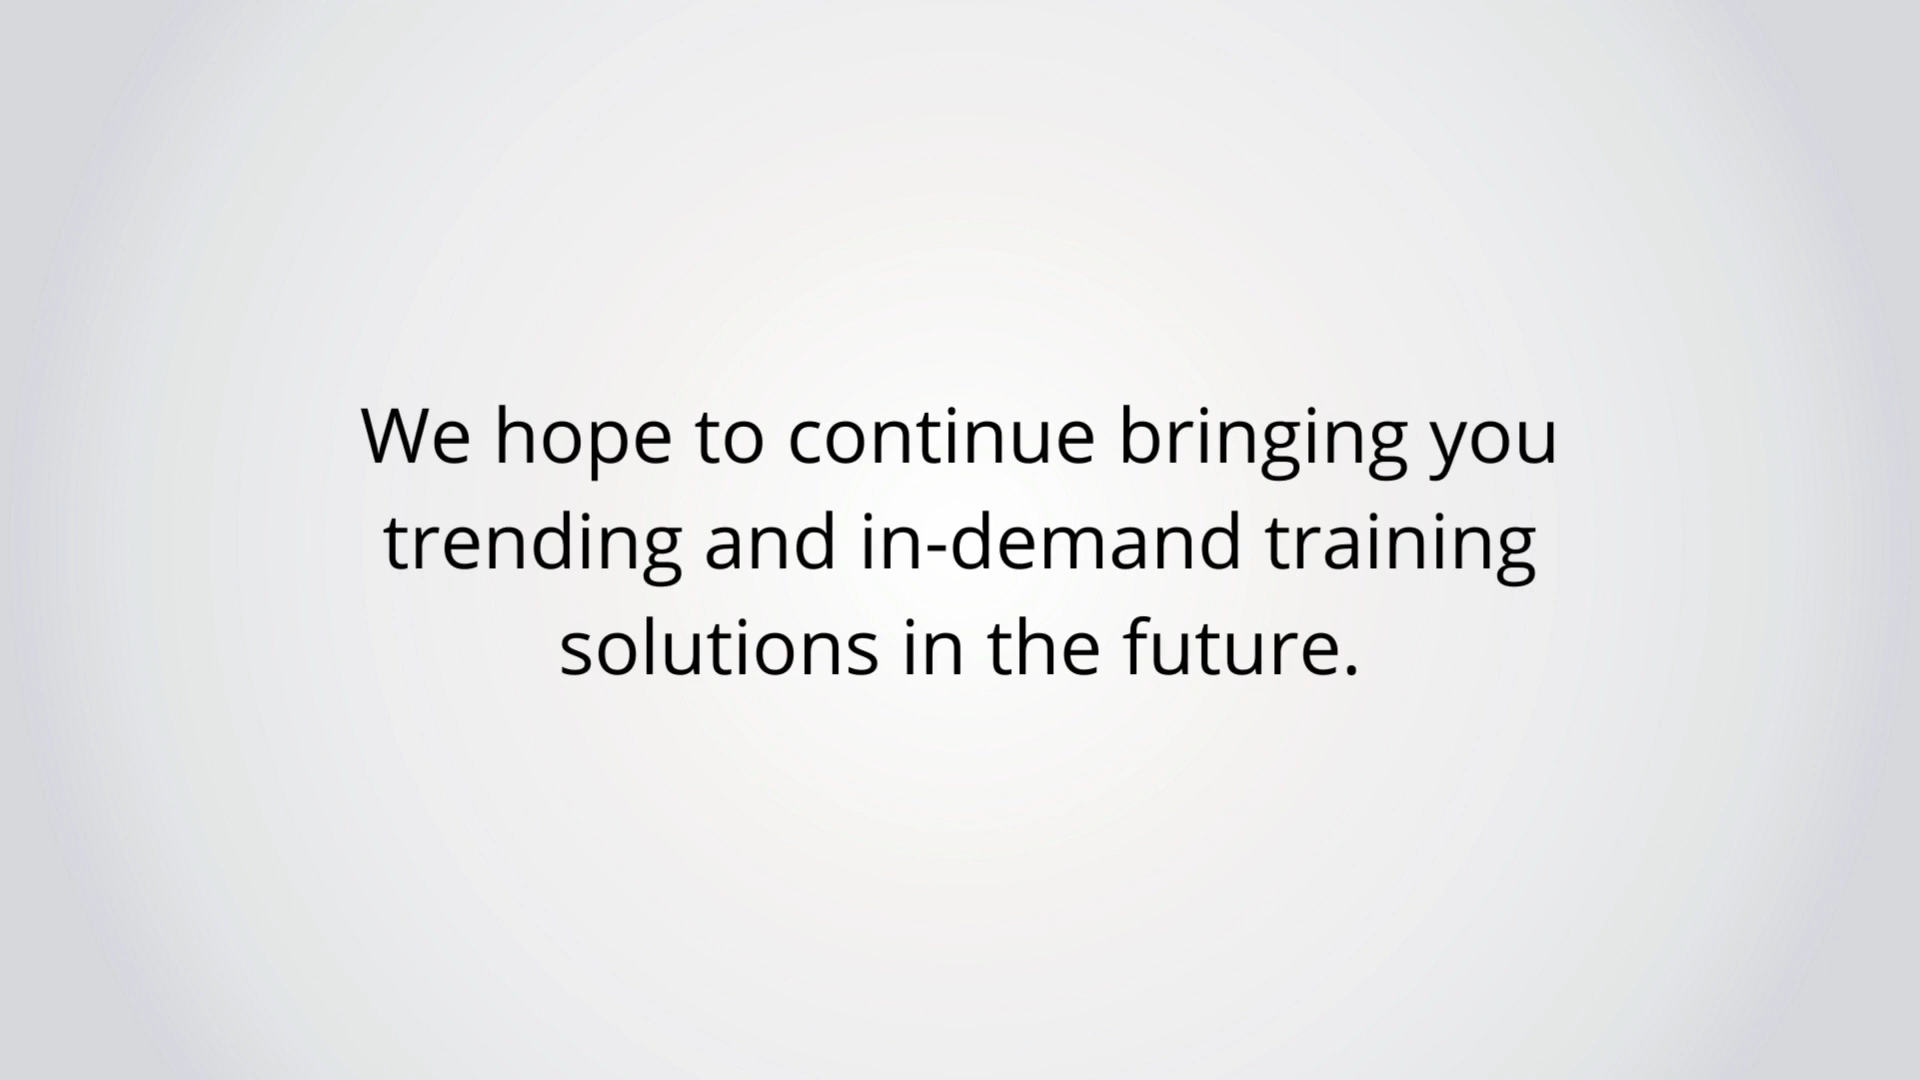 We hope to continue bringing you
trending and in-demand training
solutions in the future.